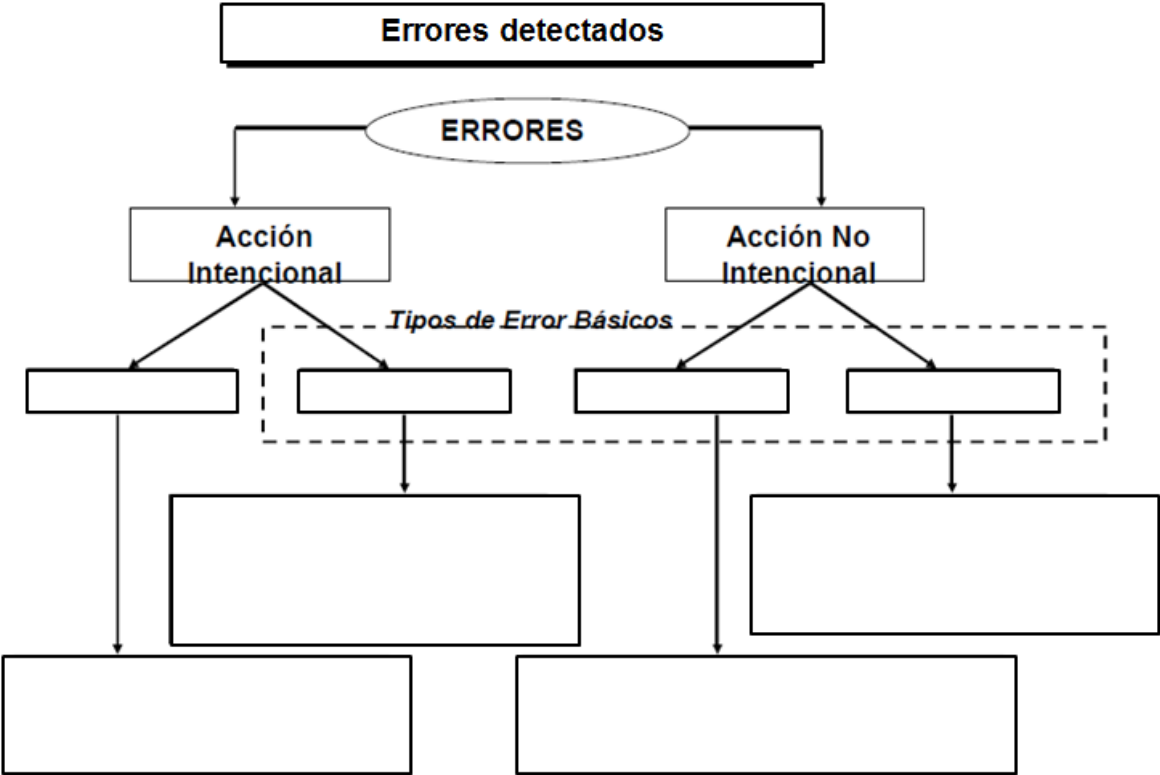 Errores detectados
ERRORES
Acción
Intencional
Acción No
Intencional
Tipos de Error Básicos